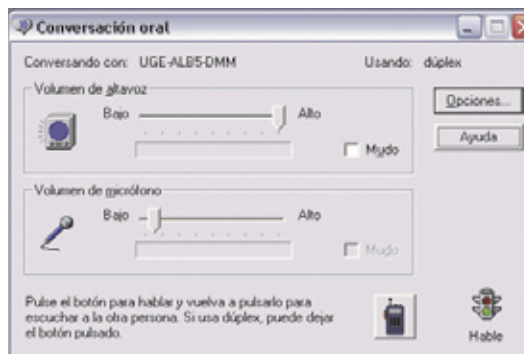 Conversación oral
Conversando con: UGE-ALB5-DMM Usando: dúplex
Volumen de altavoz
Bajo Alto
Mudo
Opciones...
Ayuda
Volumen de micrófono
Bajo Alto
Mudo
Pulse el botón para hablar y vuelva a pulsarlo para
escuchar a la otra persona. Si usa dúplex, puede dejar
el botón pulsado.
Hable